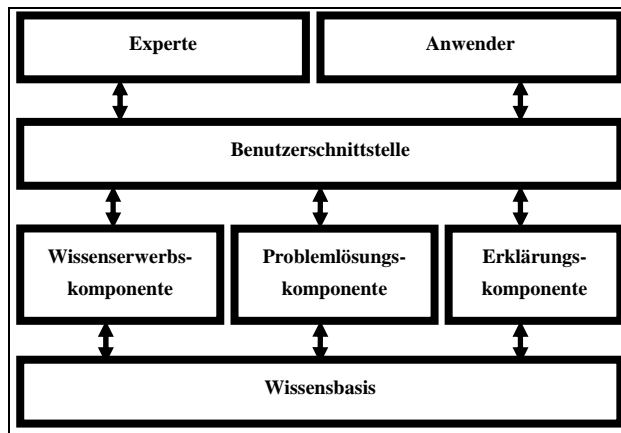 Experte
Anwender
Benutzerschnittstelle
Wissenserwerbs-
komponente
Problemlösungs-
komponente
Erklärungs-
komponente
Wissensbasis